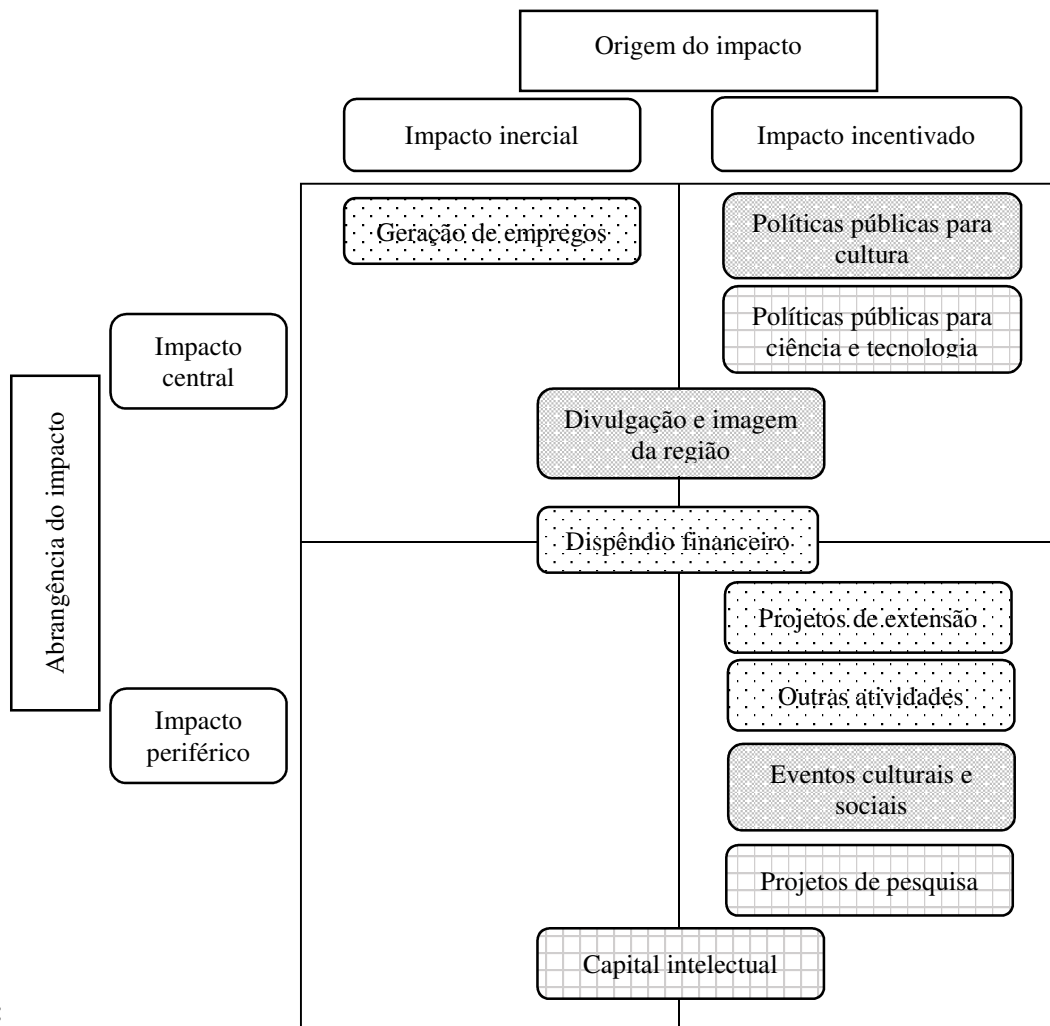 Origem do impacto
Impacto inercial
Impacto incentivado
Geração de empregos
Políticas públicas para
cultura
Políticas públicas para
ciência e tecnologia
Impacto
central
Divulgação e imagem
da região
Abrangência do impacto
Dispêndio financeiro
Projetos de extensão
Outras atividades
Impacto
periférico
Eventos culturais e
sociais
Projetos de pesquisa
Capital intelectual
: